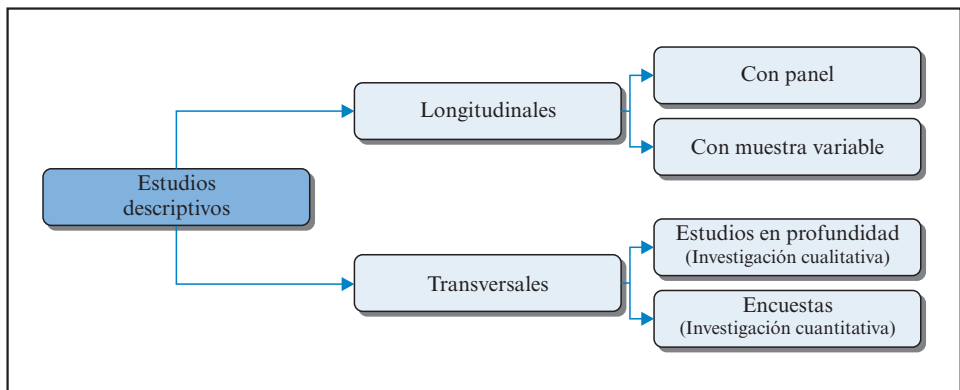 Estudios
descriptivos
Longitudinales
Con panel
Con muestra variable
Transversales
Estudios en profundidad
(Investigación cualitativa)
Encuestas
(Investigación cuantitativa)